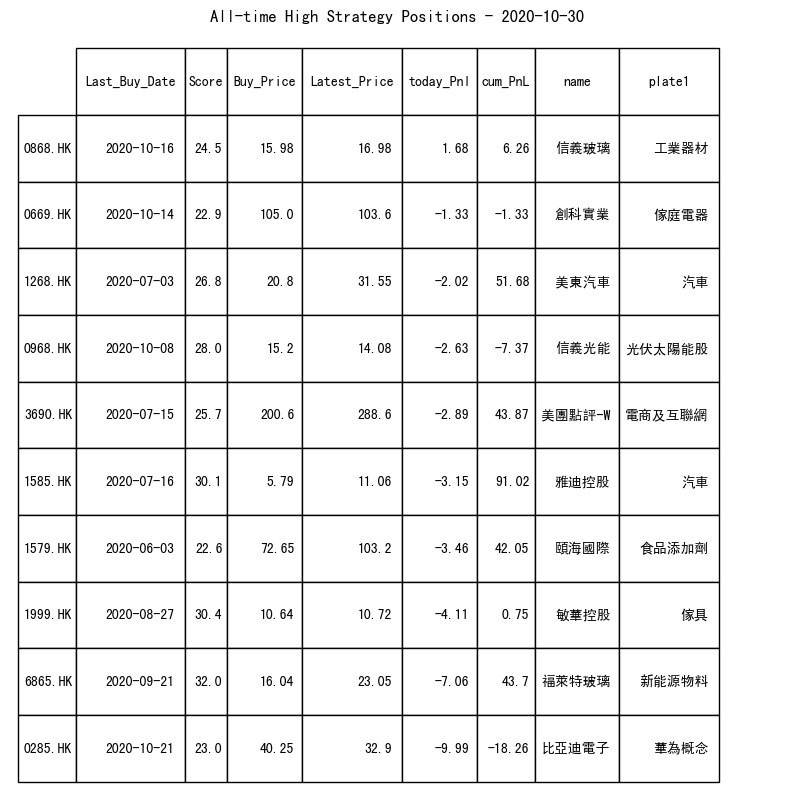 All-time High Strategy Positions - 2020-10-30
Last_Buy_Date Score Buy_Price Latest_Price today_Pnl cum_PnL name plate1
0868.HK 2020-10-16 24.5 15.98 16.98 1.68 6.26 信義玻璃 工業器材
0669.HK 2020-10-14 22.9 105.0 103.6 -1.33 -1.33 創科實業 傢庭電器
1268.HK 2020-07-03 26.8 20.8 31.55 -2.02 51.68 美東汽車 汽車
0968.HK 2020-10-08 28.0 15.2 14.08 -2.63 -7.37 信義光能 光伏太陽能股
3690.HK 2020-07-15 25.7 200.6 288.6 -2.89 43.87 美團點評-W 電商及互聯網
1585.HK 2020-07-16 30.1 5.79 11.06 -3.15 91.02 雅迪控股 汽車
1579.HK 2020-06-03 22.6 72.65 103.2 -3.46 42.05 頤海國際 食品添加劑
1999.HK 2020-08-27 30.4 10.64 10.72 -4.11 0.75 敏華控股 傢具
6865.HK 2020-09-21 32.0 16.04 23.05 -7.06 43.7 福萊特玻璃 新能源物料
0285.HK 2020-10-21 23.0 40.25 32.9 -9.99 -18.26 比亞迪電子 華為概念